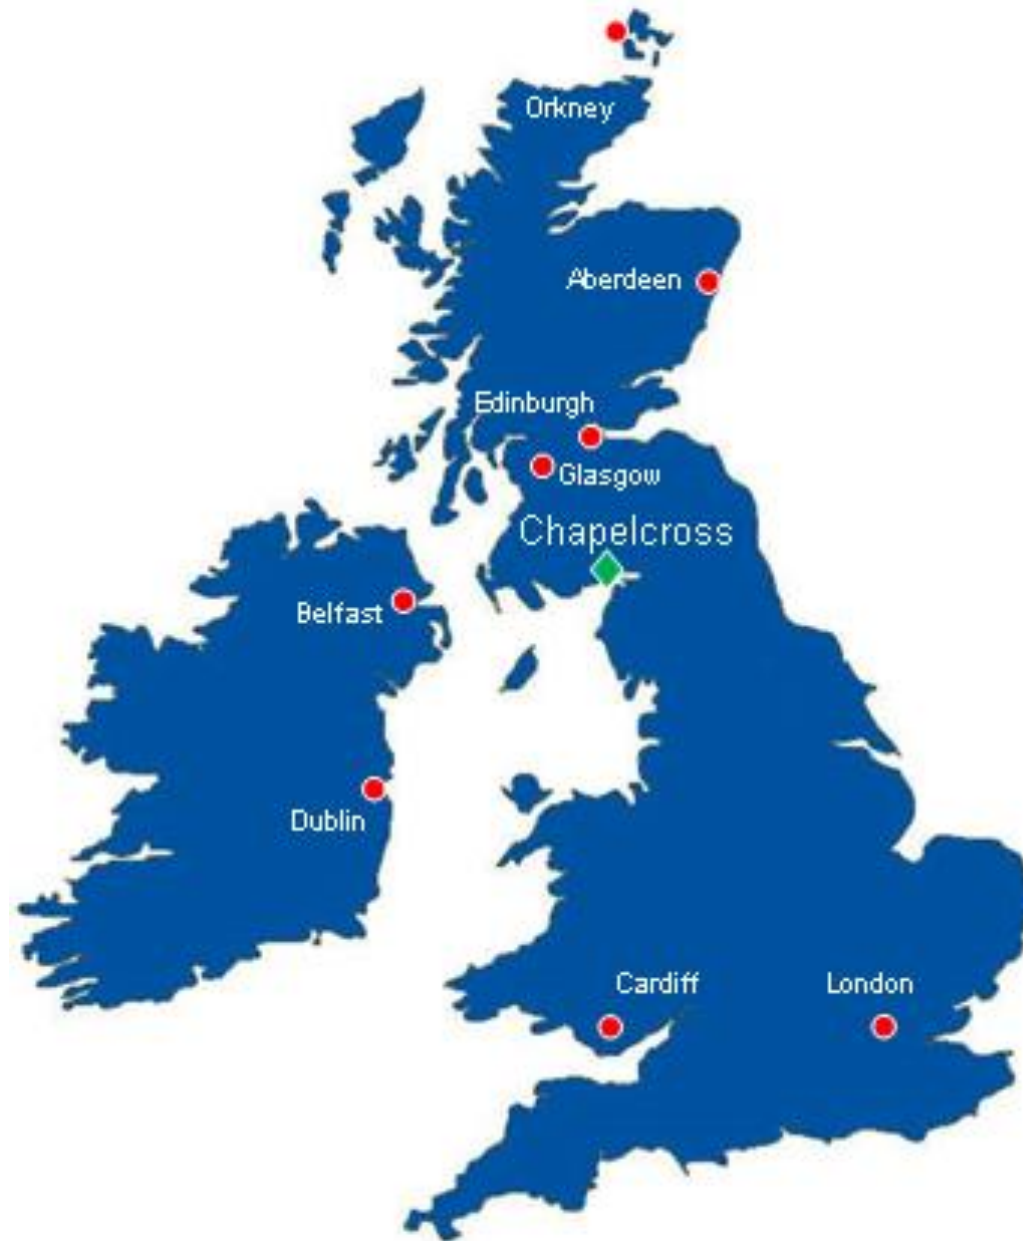 Orkney
Aberdeen
Edinburgh
Glasgow
Chapelcross
Belfast
Dublin
Cardiff
London